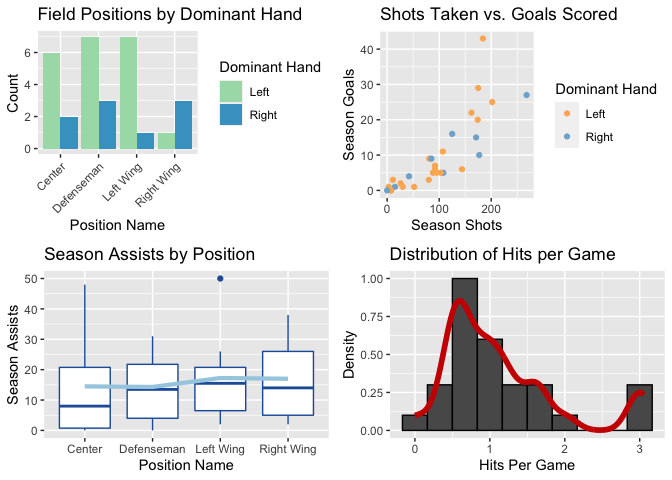 Field Positions by Dominant Hand
Count
6
4
2
0
Center
Defenseman
Left Wing
Right Wing
Position Name
Dominant Hand
Left
Right
Shots Taken vs. Goals Scored
Season Goals
40
30
20
10
0
0 100 200
Season Shots
Dominant Hand
Left
Right
Season Assists by Position
Season Assists
50
40
30
20
10
0
Center Defenseman Left Wing Right Wing
Position Name
Distribution of Hits per Game
Density
1.00
0.75
0.50
0.25
0.00
0 1 2 3
Hits Per Game